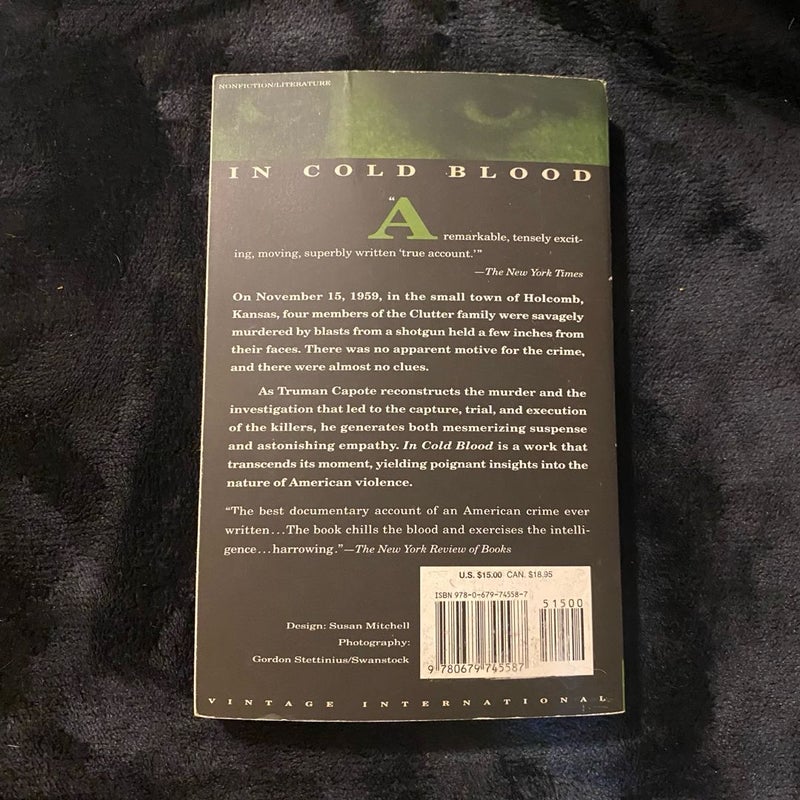 NONFICTION/LITERATURE
IN COLD BLOOD
“A remarkable, tensely excit-
ing, moving, superbly written ‘true account.’”
—The New York Times
On November 15, 1959, in the small town of Holcomb,
Kansas, four members of the Clutter family were savagely
murdered by blasts from a shotgun held a few inches from
their faces. There was no apparent motive for the crime,
and there were almost no clues.
As Truman Capote reconstructs the murder and the
investigation that led to the capture, trial, and execution
of the killers, he generates both mesmerizing suspense
and astonishing empathy. In Cold Blood is a work that
transcends its moment, yielding poignant insights into the
nature of American violence.
“The best documentary account of an American crime ever
written...The book chills the blood and exercises the intelli-
gence...harrowing.”—The New York Review of Books
U.S. $15.00 CAN. $18.95
ISBN 978-0-679-74558-7
51500
9 780679 745587
Design: Susan Mitchell
Photography:
Gordon Stettinius/Swanstock
VINTAGE INTERNATIONAL